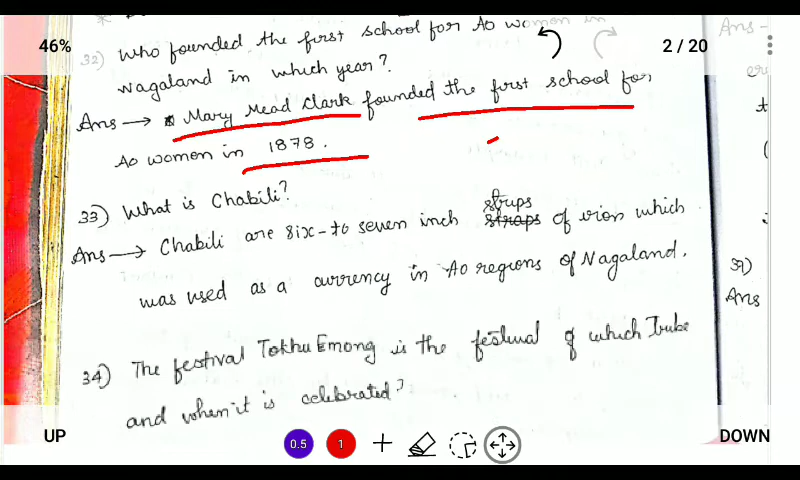 46%
2 / 20
32) Who founded the first school for Ao women in
Nagaland in which year?
Ans → Mary Mead Clark founded the first school for
Ao women in 1878.
33) What is Chabili?
strips
Ans → Chabili are six-to seven inch straps of iron which
was used as a currency in Ao regions of Nagaland.
34) The festival Tokhu Emong is the festival of which Tribe
and when it is celebrated?
Ans
39)
Ans
UP
DOWN
0.5
1